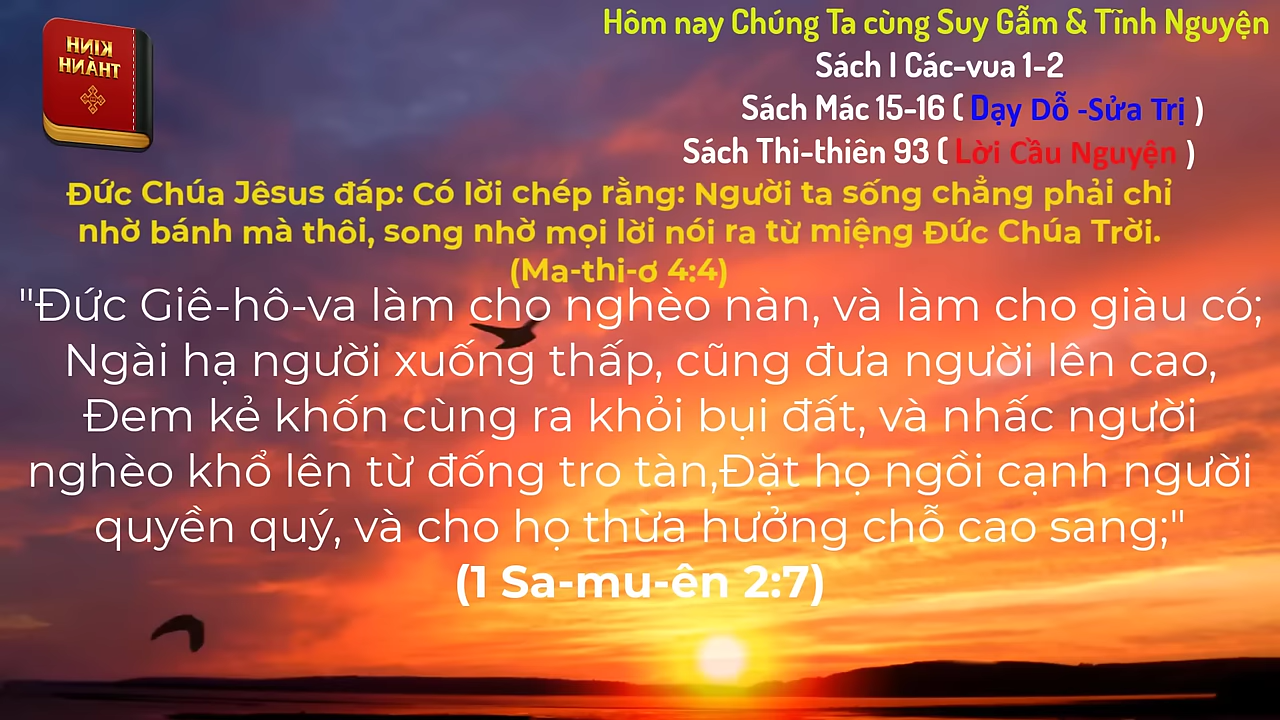 KINH
THÁNH
Hôm nay Chúng Ta cùng Suy Gẫm & Tĩnh Nguyện
Sách I Các-vua 1-2
Sách Mác 15-16 ( Dạy Dỗ -Sửa Trị )
Sách Thi-thiên 93 ( Lời Cầu Nguyện )
Đức Chúa Jêsus đáp: Có lời chép rằng: Người ta sống chẳng phải chỉ
nhờ bánh mà thôi, song nhờ mọi lời nói ra từ miệng Đức Chúa Trời.
(Ma-thi-ơ 4:4)
"Đức Giê-hô-va làm cho nghèo nàn, và làm cho giàu có;
Ngài hạ người xuống thấp, cũng đưa người lên cao,
Đem kẻ khốn cùng ra khỏi bụi đất, và nhấc người
nghèo khổ lên từ đống tro tàn,Đặt họ ngồi cạnh người
quyền quý, và cho họ thừa hưởng chỗ cao sang;"
(1 Sa-mu-ên 2:7)